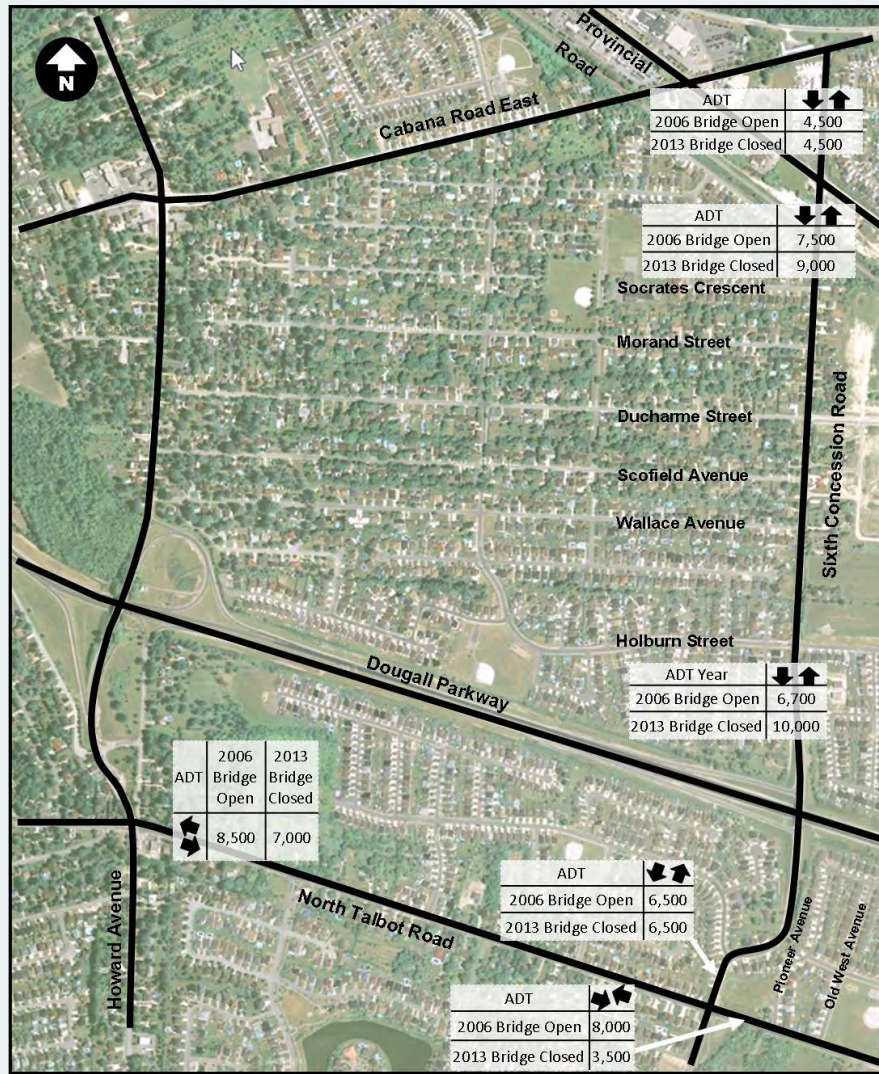 N
Provincial
Road
Cabana Road East
ADT
2006 Bridge Open 4,500
2013 Bridge Closed 4,500
ADT
2006 Bridge Open 7,500
2013 Bridge Closed 9,000
Socrates Crescent
Morand Street
Ducharme Street
Scofield Avenue
Wallace Avenue
Sixth Concession Road
Holburn Street
Dougall Parkway
ADT Year
2006 Bridge Open 6,700
2013 Bridge Closed 10,000
ADT
2006 Bridge Open
2013 Bridge Closed
8,500 7,000
Howard Avenue
North Talbot Road
ADT
2006 Bridge Open 6,500
2013 Bridge Closed 6,500
Pioneer Avenue
Old West Avenue
ADT
2006 Bridge Open 8,000
2013 Bridge Closed 3,500